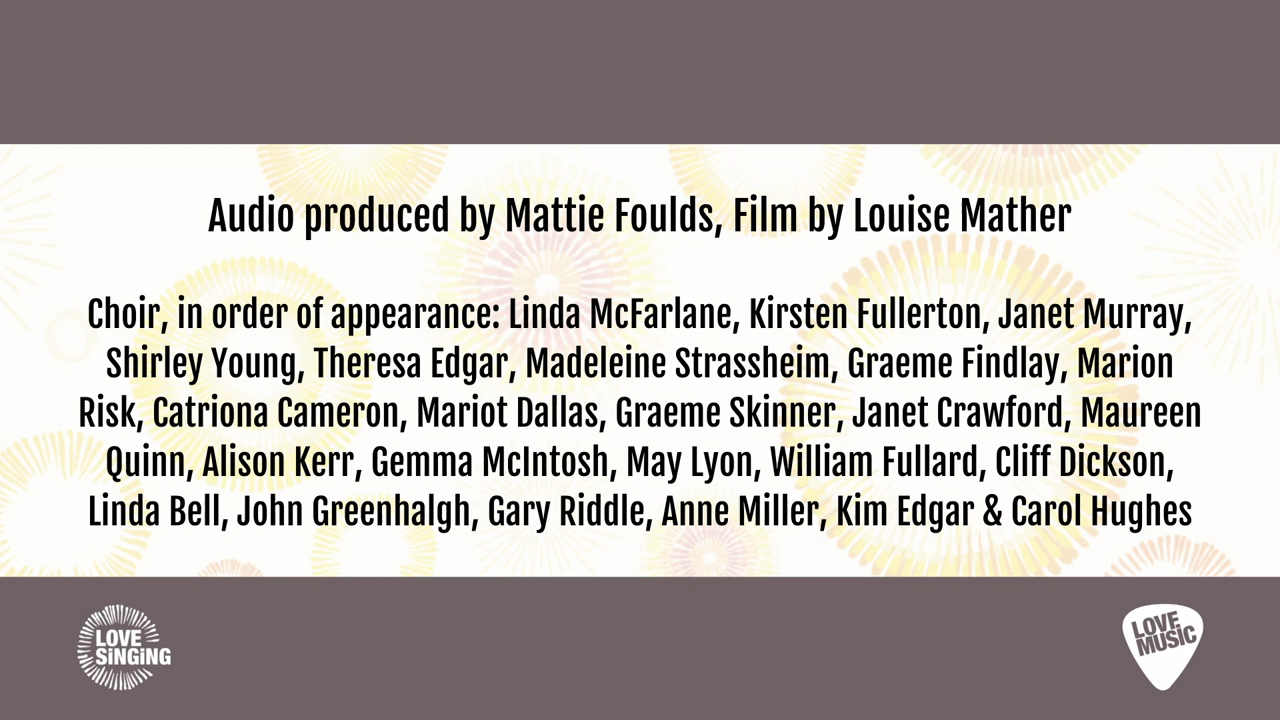 Audio produced by Mattie Foulds, Film by Louise Mather
Choir, in order of appearance: Linda McFarlane, Kirsten Fullerton, Janet Murray,
Shirley Young, Theresa Edgar, Madeleine Strassheim, Graeme Findlay, Marion
Risk, Catriona Cameron, Mariot Dallas, Graeme Skinner, Janet Crawford, Maureen
Quinn, Alison Kerr, Gemma McIntosh, May Lyon, William Fullard, Cliff Dickson,
Linda Bell, John Greenhalgh, Gary Riddle, Anne Miller, Kim Edgar & Carol Hughes
LOVE
SiNGiNG
LOVE
MUSiC